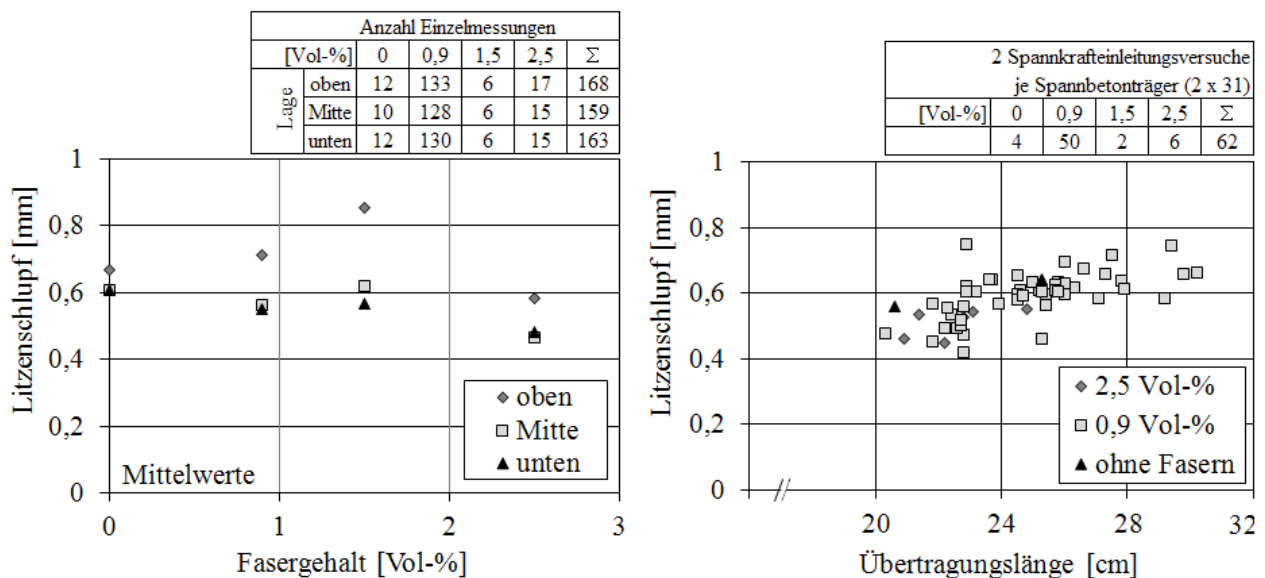 Anzahl Einzelmessungen
[Vol-%] 0 0,9 1,5 2,5 Σ
Lage
oben 12 133 6 17 168
Mitte 10 128 6 15 159
unten 12 130 6 15 163
1
0,8
0,6
0,4
0,2
0
Litzenschlupf [mm]
oben
Mitte
unten
Mittelwerte
0 1 2 3
Fasergehalt [Vol-%]
2 Spannkrafteinleitungsversuche
je Spannbetonträger (2 x 31)
[Vol-%] 0 0,9 1,5 2,5 Σ
4 50 2 6 62
1
0,8
0,6
0,4
0,2
0
Litzenschlupf [mm]
2,5 Vol-%
0,9 Vol-%
ohne Fasern
20 24 28 32
Übertragungslänge [cm]